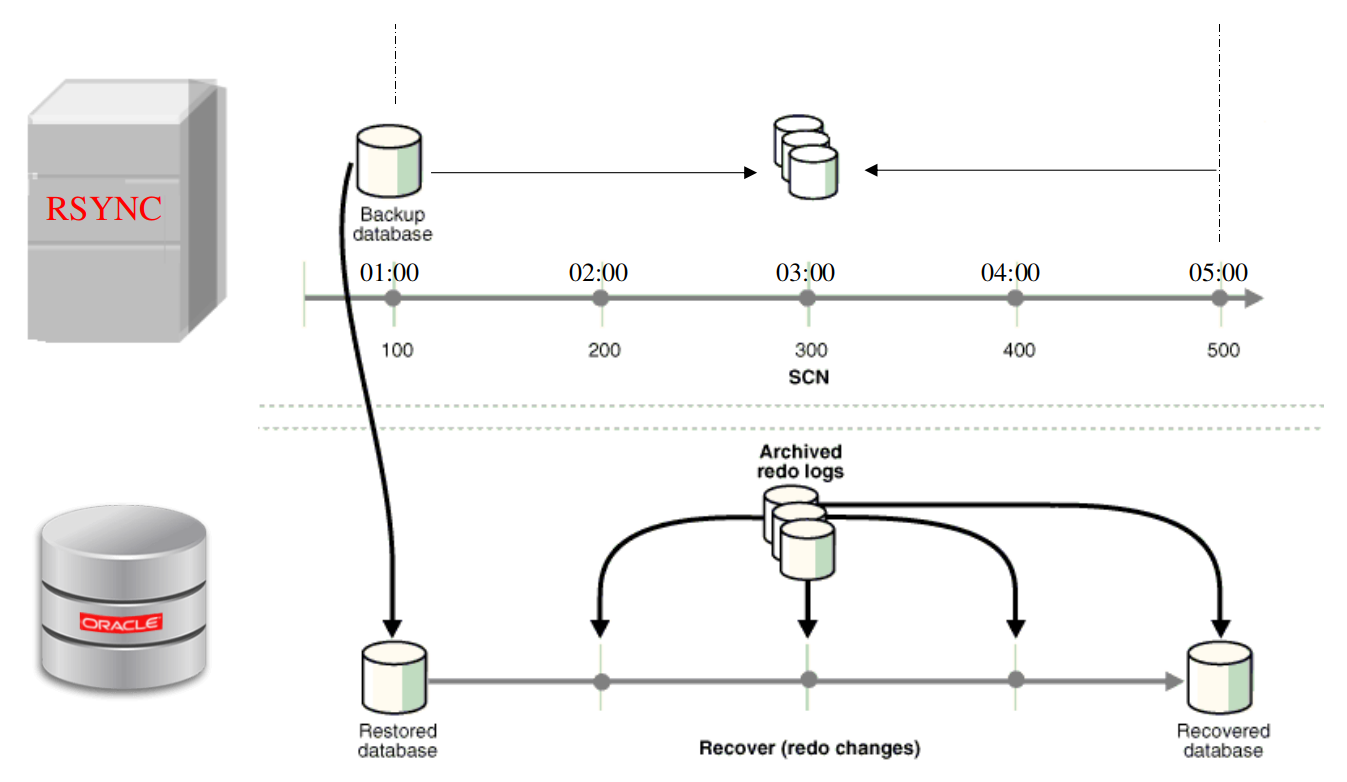 RSYNC
Backup
database
01:00 02:00 03:00 04:00 05:00
100 200 300 400 500
SCN
Archived
redo logs
ORACLE
Restored
database
Recover (redo changes)
Recovered
database